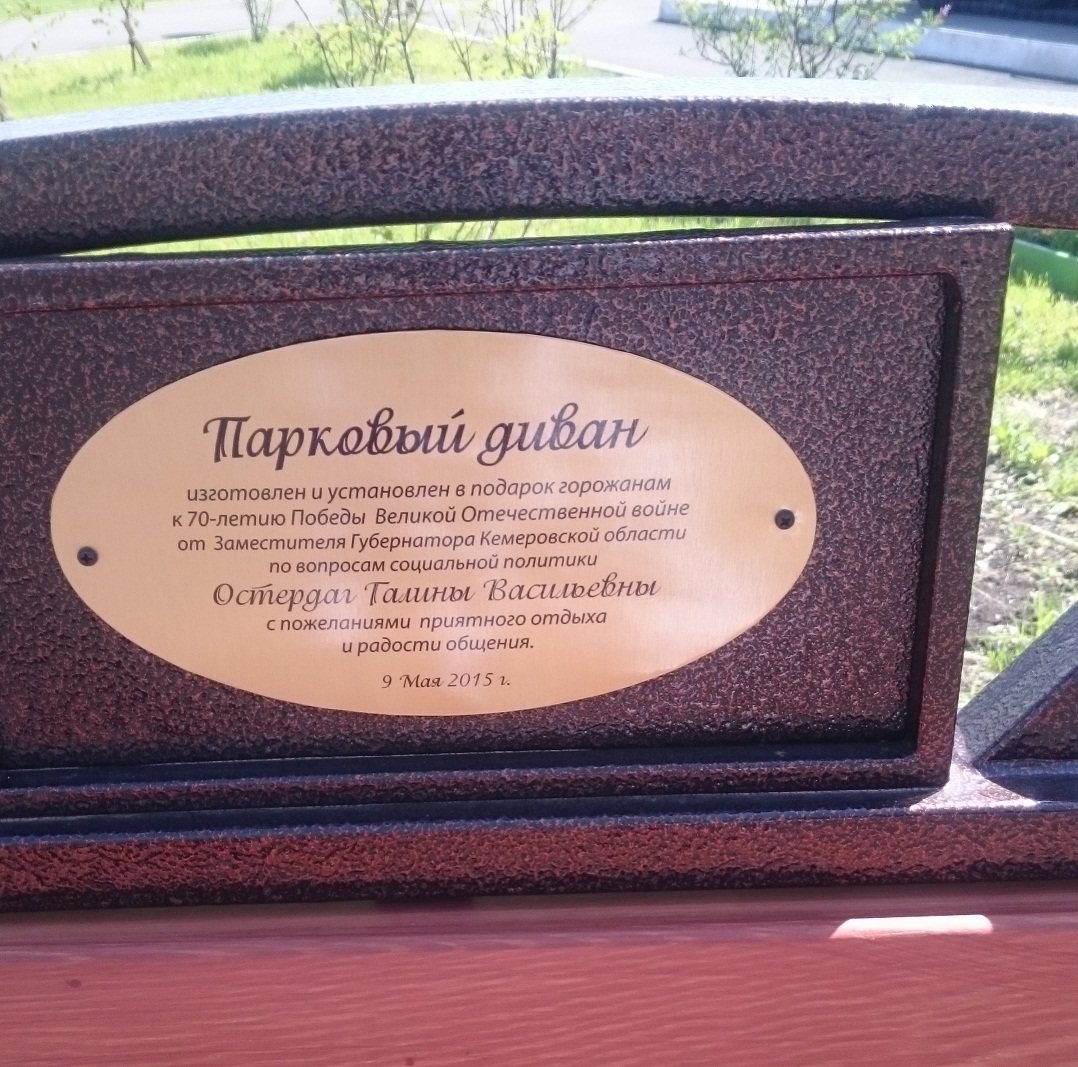 Парковый диван
изготовлен и установлен в подарок горожанам
к 70-летию Победы Великой Отечественной войне
от Заместителя Губернатора Кемеровской области
по вопросам социальной политики
Остердаг Галины Васильевны
с пожеланиями приятного отдыха
и радости общения.
9 Мая 2015 г.